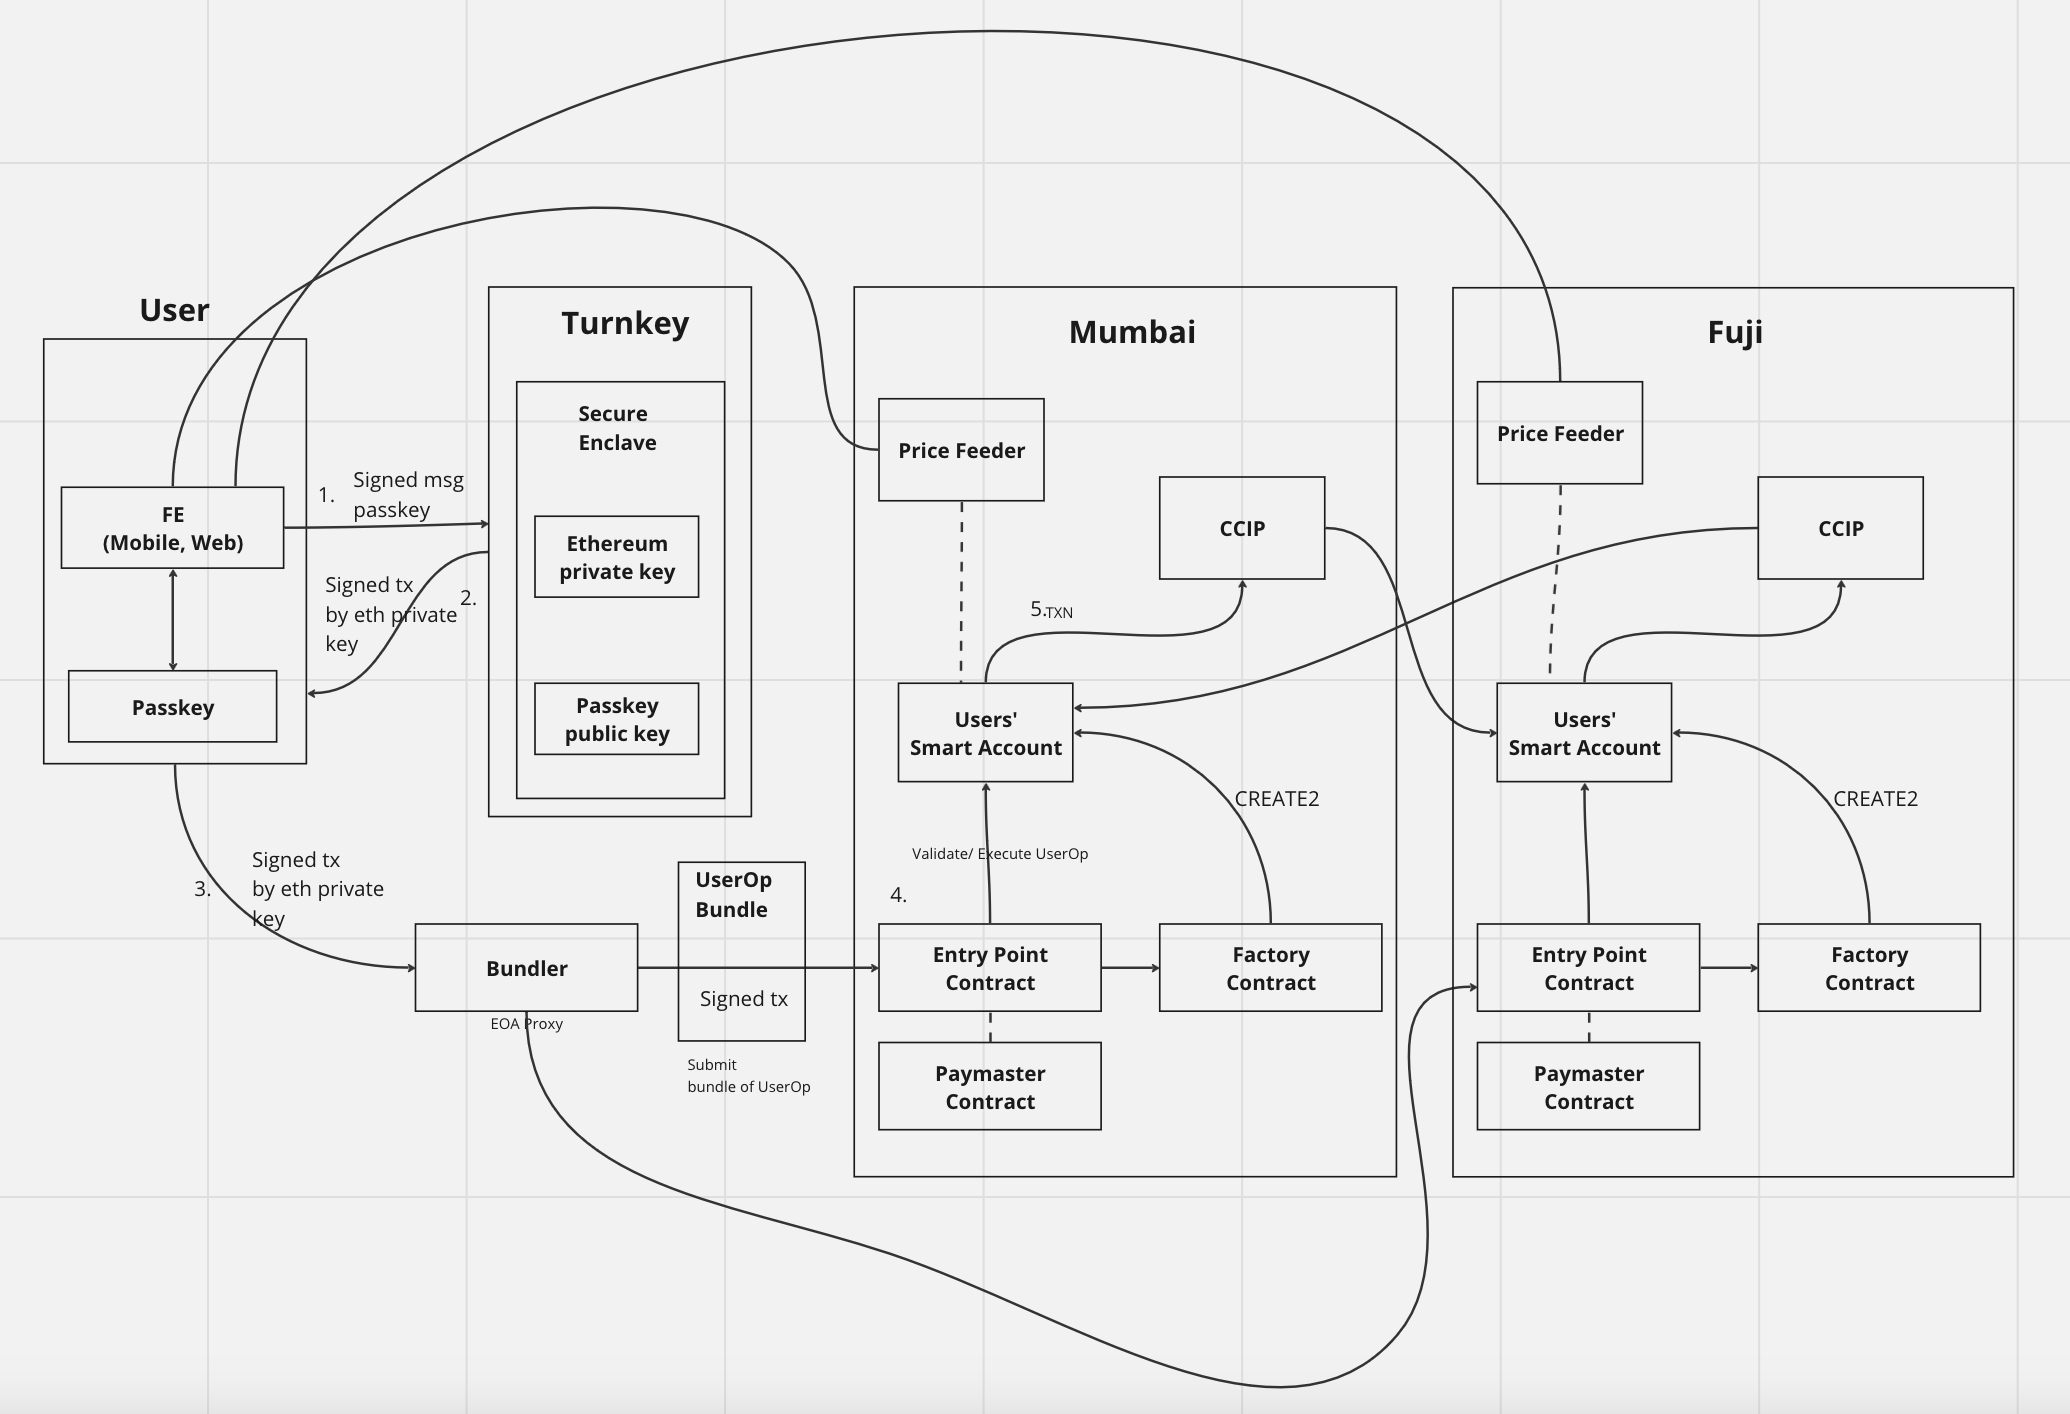 User
FE
(Mobile, Web)
Passkey
1.
Signed msg
passkey
Signed tx
by eth private
key
2.
3.
Signed tx
by eth private
key
Turnkey
Secure
Enclave
Ethereum
private key
Passkey
public key
Bundler
EOA Proxy
UserOp
Bundle
Signed tx
Submit
bundle of UserOp
Mumbai
Price Feeder
CCIP
5.
TXN
Users'
Smart Account
CREATE2
Validate/ Execute UserOp
4.
Entry Point
Contract
Factory
Contract
Paymaster
Contract
Fuji
Price Feeder
CCIP
Users'
Smart Account
CREATE2
Entry Point
Contract
Factory
Contract
Paymaster
Contract